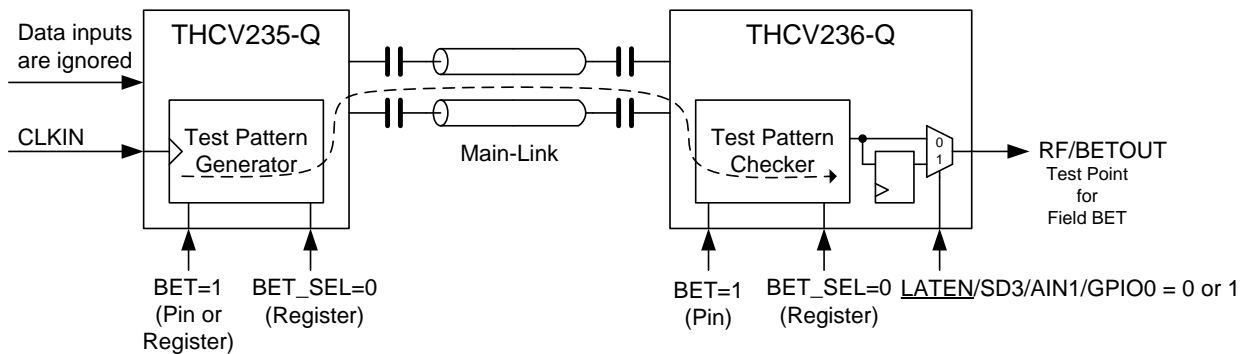 Data inputs
are ignored
THCV235-Q
THCV236-Q
CLKIN
Test Pattern
Generator
Main-Link
Test Pattern
Checker
0
1
RF/BETOUT
Test Point
for
Field BET
BET=1
(Pin or
Register)
BET_SEL=0
(Register)
BET=1
(Pin)
BET_SEL=0
(Register)
LATEN/SD3/AIN1/GPIO0 = 0 or 1